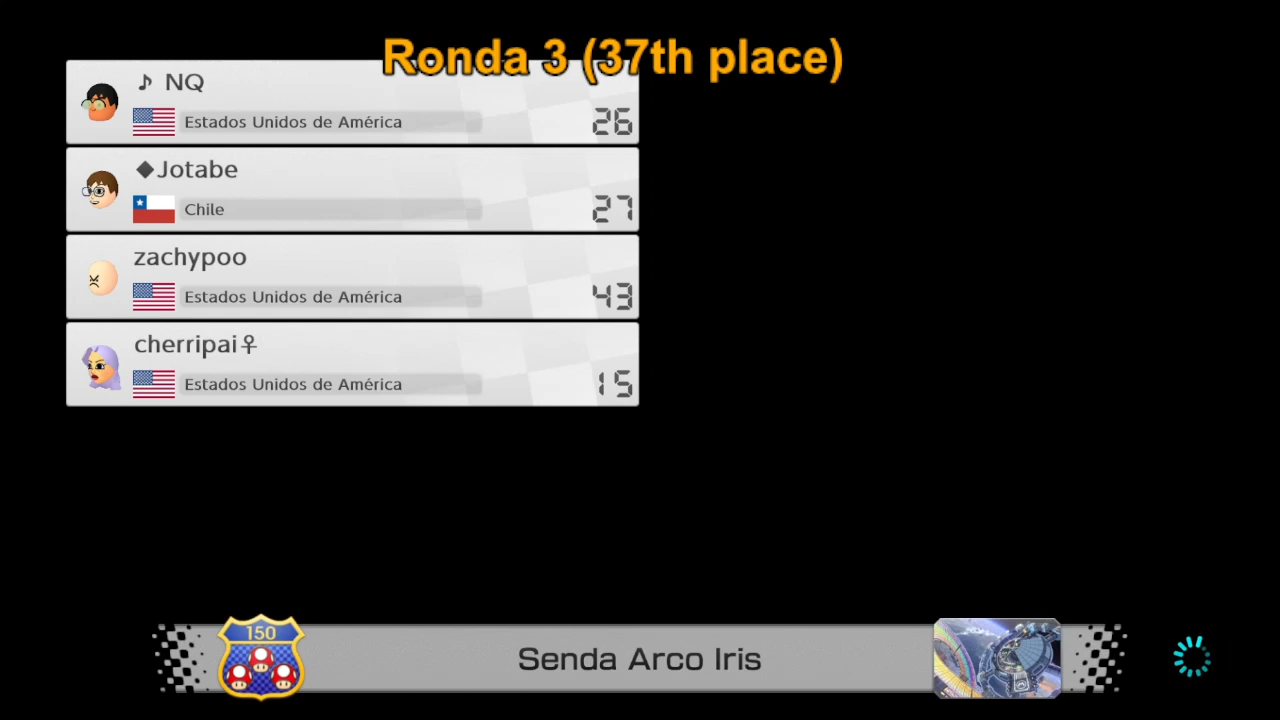 Ronda 3 (37th place)
♪ NQ
Estados Unidos de América
26
◆Jotabe
Chile
27
zachypoo
Estados Unidos de América
43
cherripai♀
Estados Unidos de América
15
150
Senda Arco Iris